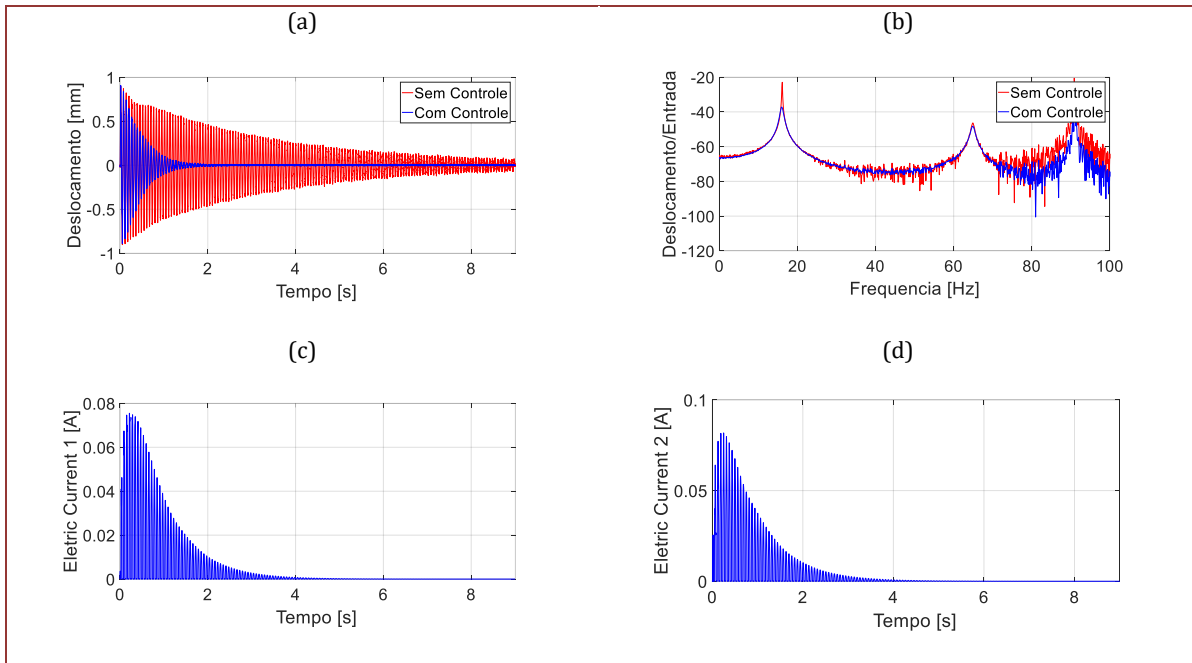 (a)
Deslocamento [mm]
1
0.5
0
-0.5
-1
Sem Controle
Com Controle
0 2 4 6 8
Tempo [s]
(b)
Deslocamento/Entrada
-20
-40
-60
-80
-100
-120
Sem Controle
Com Controle
0 20 40 60 80 100
Frequencia [Hz]
(c)
Eletric Current 1 [A]
0.08
0.06
0.04
0.02
0
0 2 4 6 8
Tempo [s]
(d)
Eletric Current 2 [A]
0.1
0.05
0
0 2 4 6 8
Tempo [s]